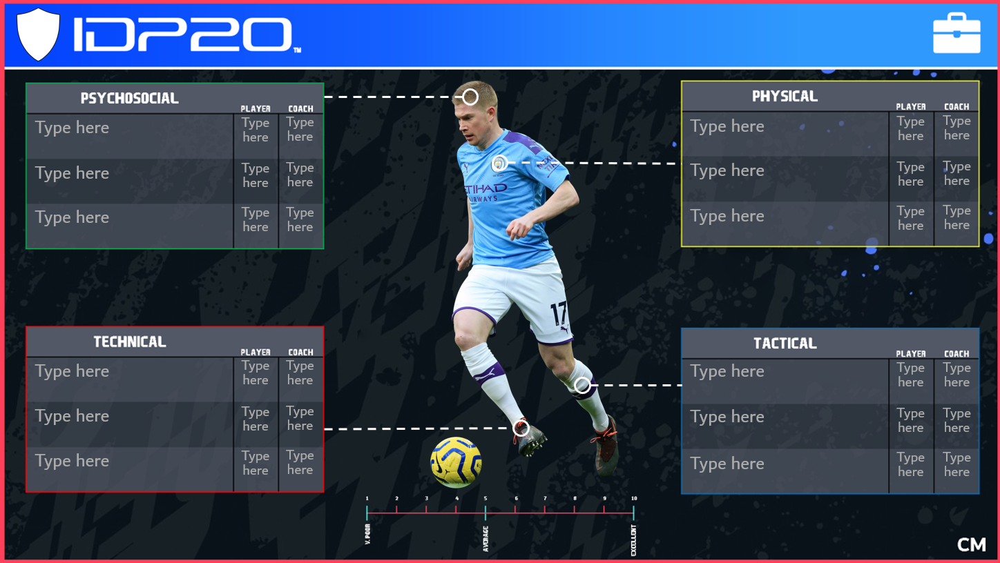 IDP20™
PSYCHOSOCIAL
PLAYER COACH
Type here Type here Type here
Type here Type here Type here
Type here Type here Type here
PHYSICAL
PLAYER COACH
Type here Type here Type here
Type here Type here Type here
Type here Type here Type here
ETIHAD
AIRWAYS
17
TECHNICAL
PLAYER COACH
Type here Type here Type here
Type here Type here Type here
Type here Type here Type here
TACTICAL
PLAYER COACH
Type here Type here Type here
Type here Type here Type here
Type here Type here Type here
1 2 3 4 5 6 7 8 9 10
V.POOR
AVERAGE
EXCELLENT
CM